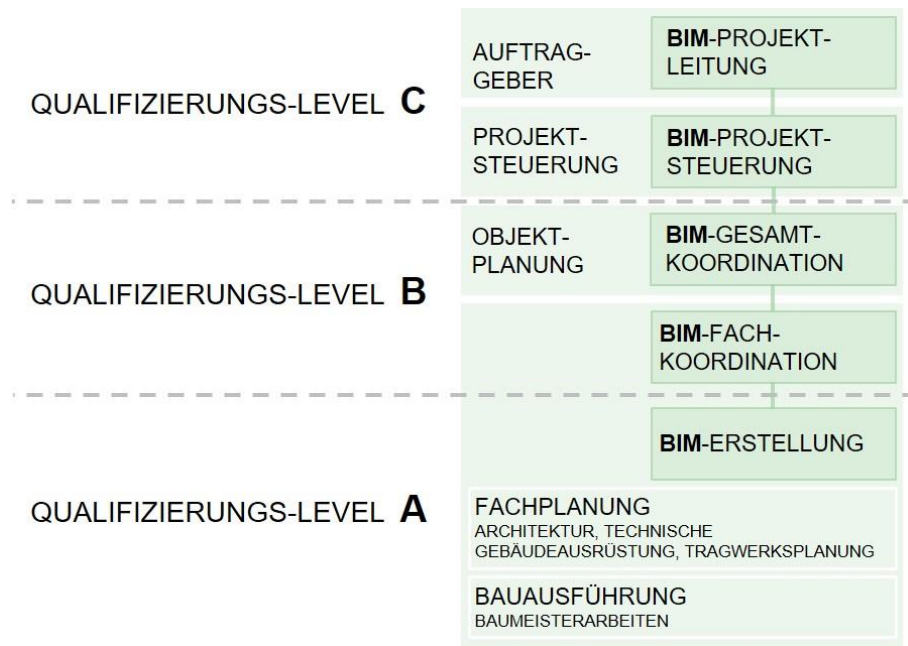 AUFTRAG-
GEBER
BIM-PROJEKT-
LEITUNG
QUALIFIZIERUNGS-LEVEL C
PROJEKT-
STEUERUNG
BIM-PROJEKT-
STEUERUNG
OBJEKT-
PLANUNG
BIM-GESAMT-
KOORDINATION
QUALIFIZIERUNGS-LEVEL B
BIM-FACH-
KOORDINATION
BIM-ERSTELLUNG
QUALIFIZIERUNGS-LEVEL A
FACHPLANUNG
ARCHITEKTUR, TECHNISCHE
GEBÄUDEAUSRÜSTUNG, TRAGWERKSPLANUNG
BAUAUSFÜHRUNG
BAUMEISTERARBEITEN